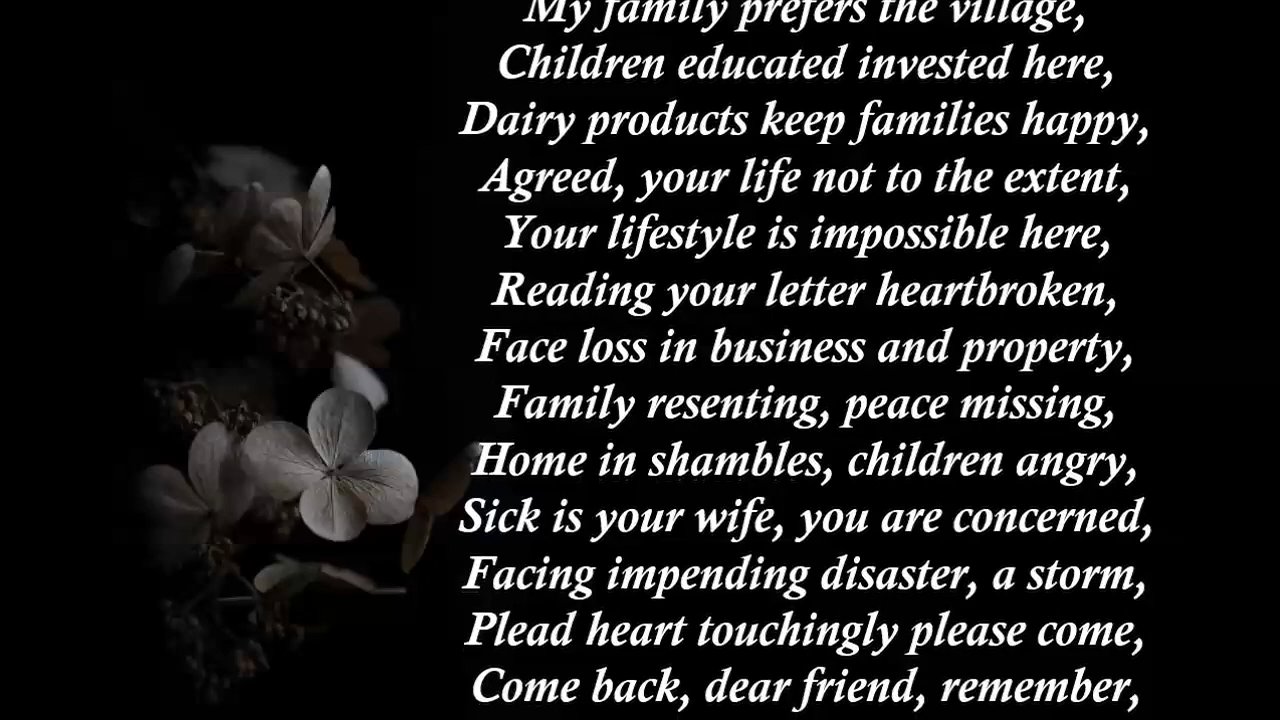 My family prefers the village,
Children educated invested here,
Dairy products keep families happy,
Agreed, your life not to the extent,
Your lifestyle is impossible here,
Reading your letter heartbroken,
Face loss in business and property,
Family resenting, peace missing,
Home in shambles, children angry,
Sick is your wife, you are concerned,
Facing impending disaster, a storm,
Plead heart touchingly please come,
Come back, dear friend, remember,